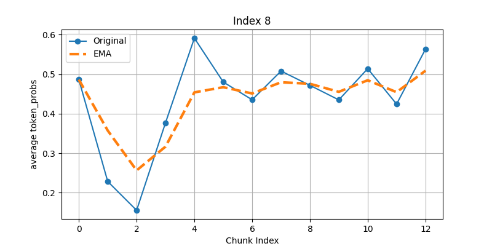 Index 8
Original
EMA
average token_probs
0.6
0.5
0.4
0.3
0.2
0 2 4 6 8 10 12
Chunk Index